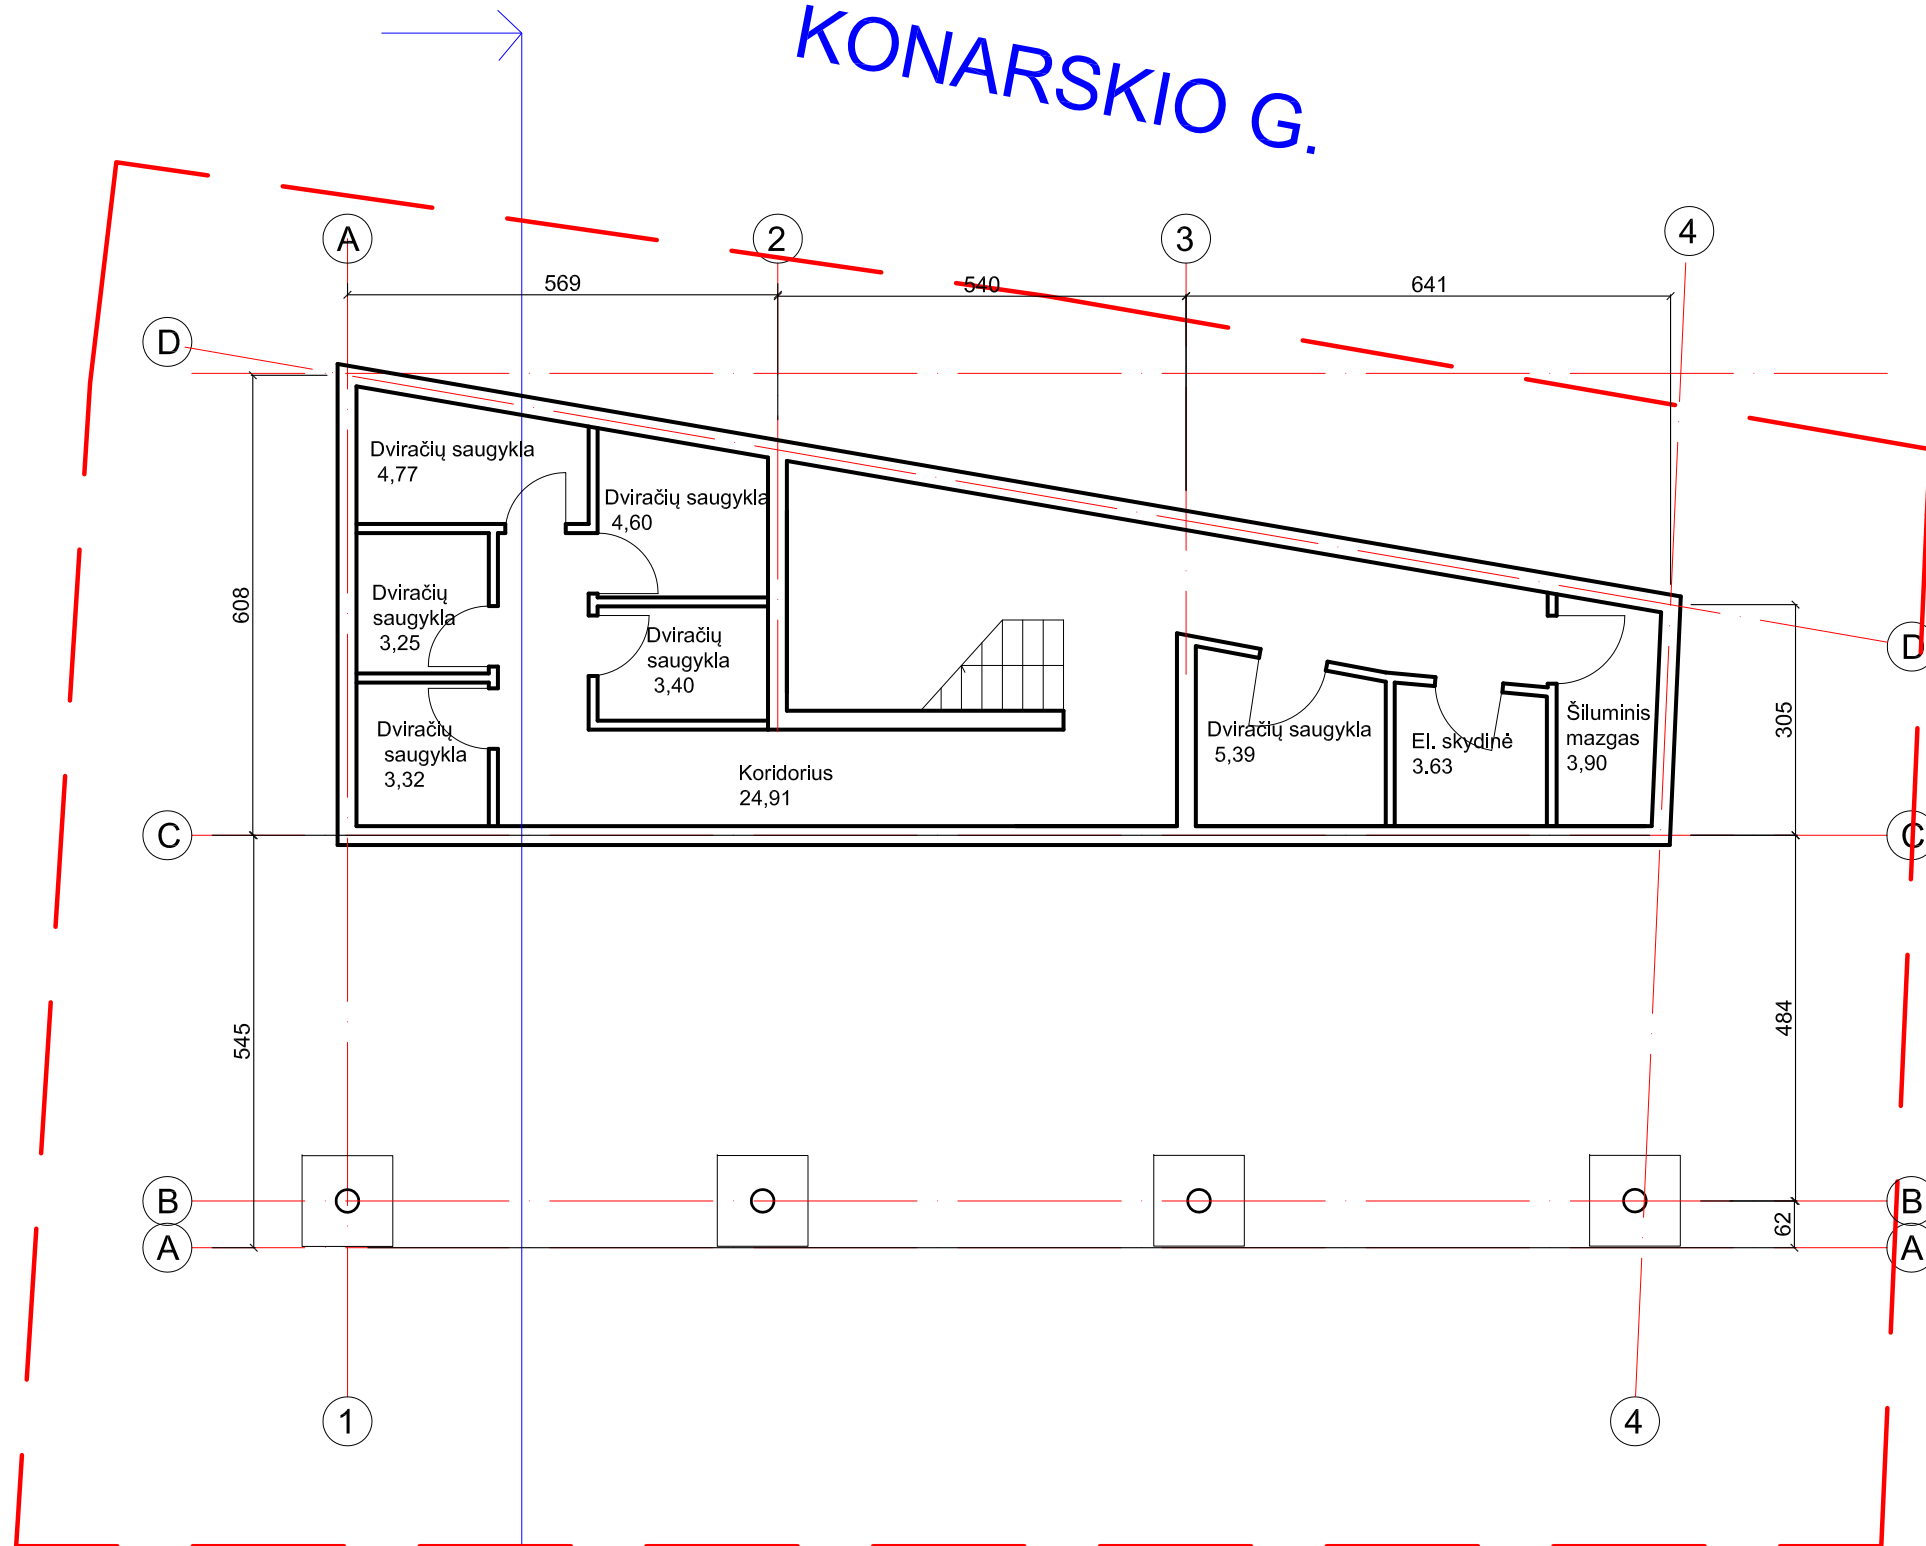 KONARSKIO G.
A
2
3
4
569
540
641
D
Dviračių saugykla
4,77
Dviračių saugykla
4,60
Dviračių
saugykla
3,25
608
Dviračių
saugykla
3,40
D
Dviračių
saugykla
3,32
Dviračių saugykla
5,39
El. skydinė
3.63
Šiluminis
mazgas
3,90
305
Koridorius
24,91
C
C
545
484
B
B
62
A
A
1
4